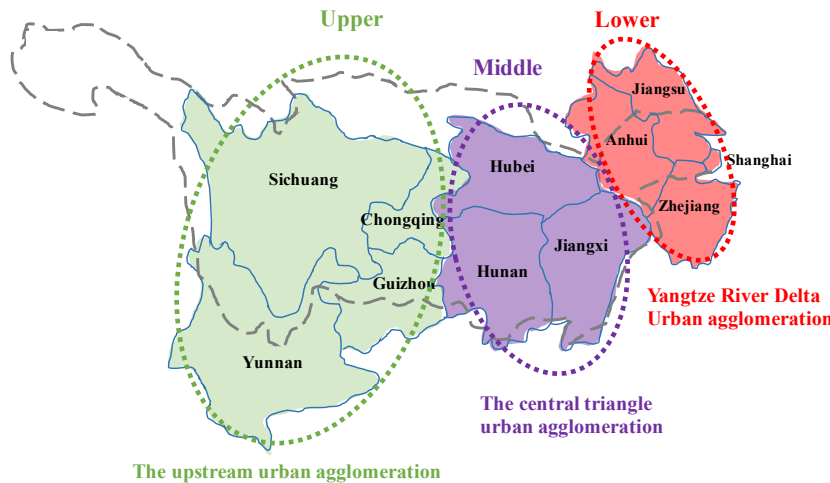 Upper
Lower
Middle
Jiangsu
Anhui
Shanghai
Hubei
Sichuang
Zhejiang
Chongqing
Jiangxi
Hunan
Guizhou
Yangtze River Delta
Urban agglomeration
Yunnan
The central triangle
urban agglomeration
The upstream urban agglomeration